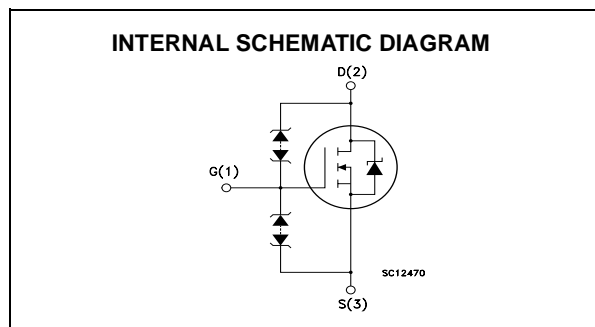 INTERNAL SCHEMATIC DIAGRAM
D(2)
G(1)
SC12470
S(3)